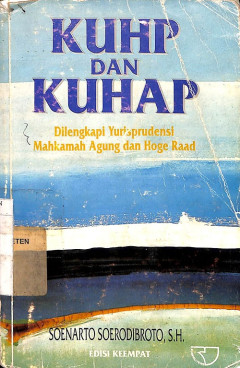 KUHP
DAN
KUHAP
Dilengkapi Yurisprudensi
Mahkamah Agung dan Hoge Raad
SOENARTO SOERODIBROTO, S.H.
EDISI KEEMPAT